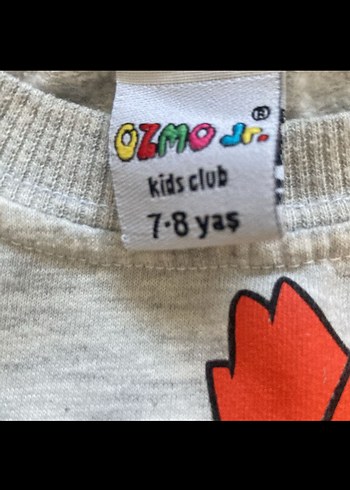 OZMO Jr.®
kids club
7-8 yaş